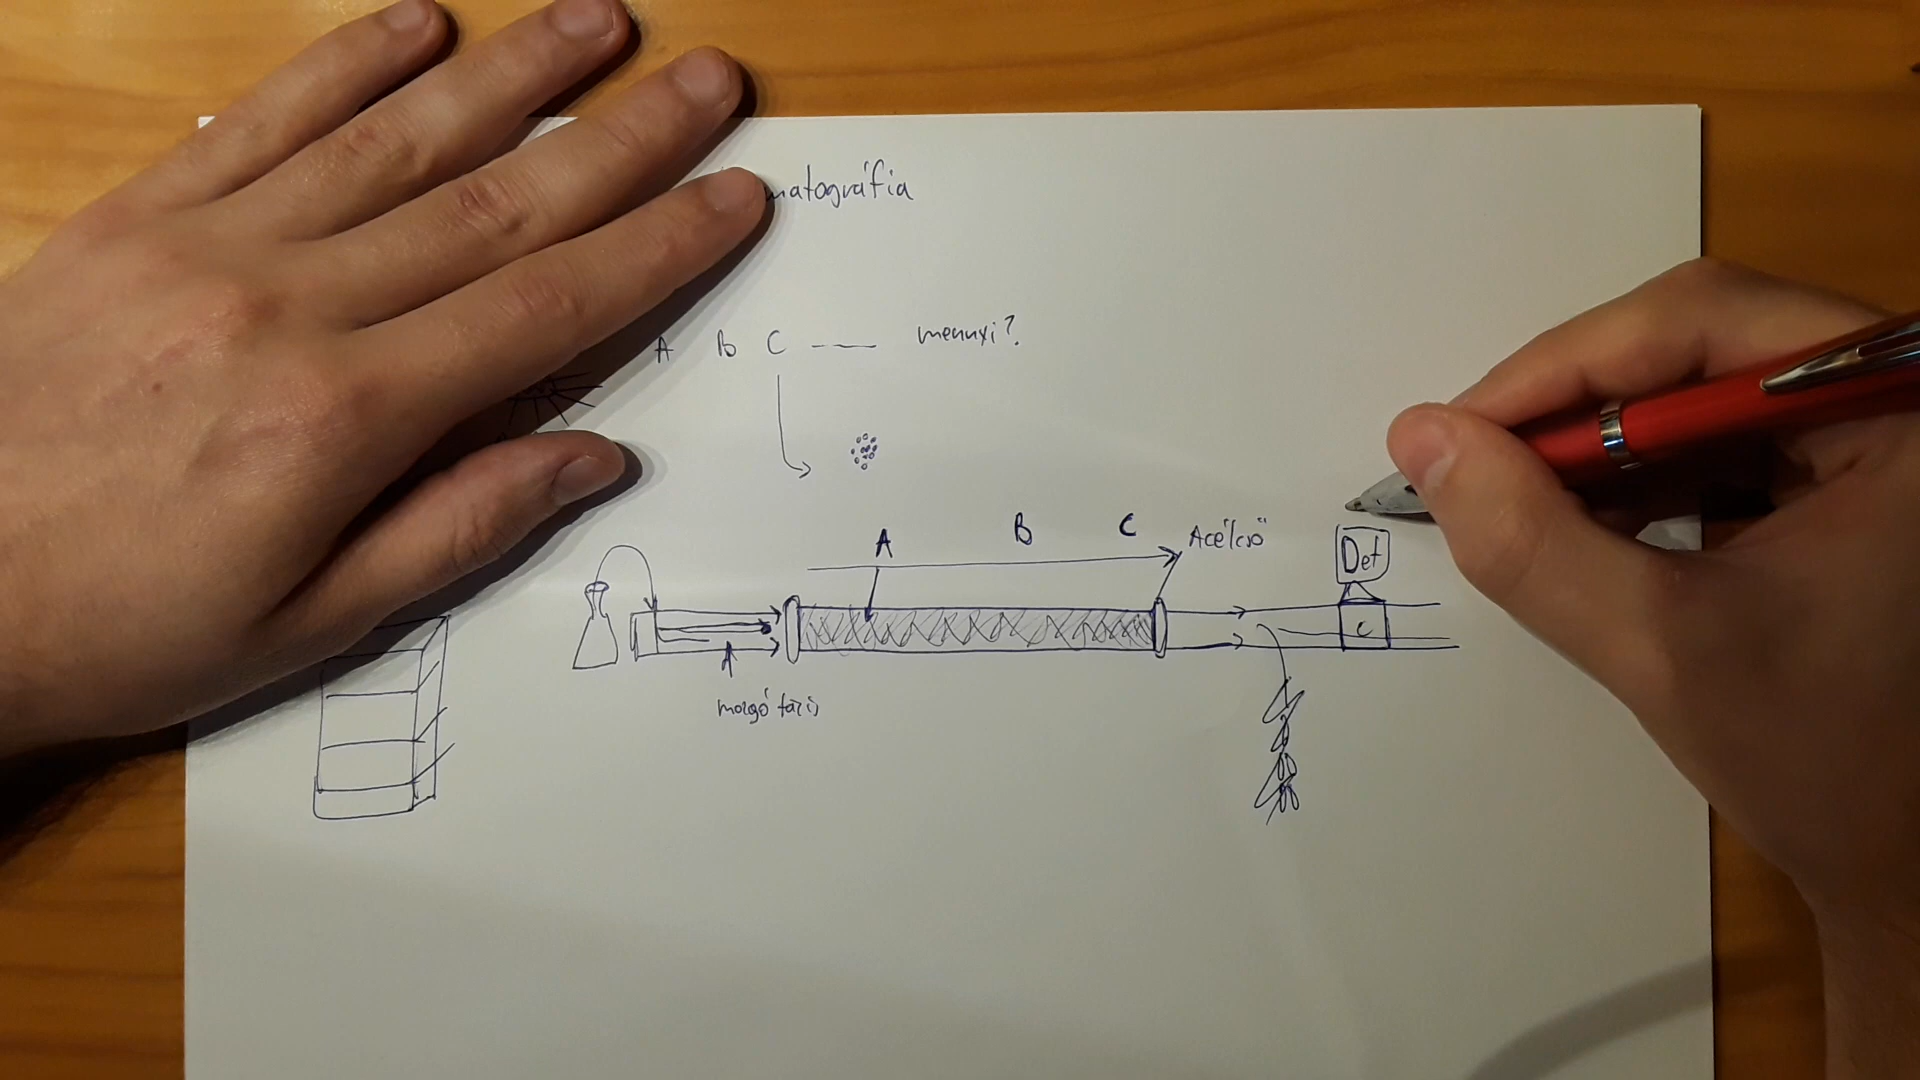 matográfia
A B C — mennyi?
A B C Acélcső
Det
C
mozgó fázis